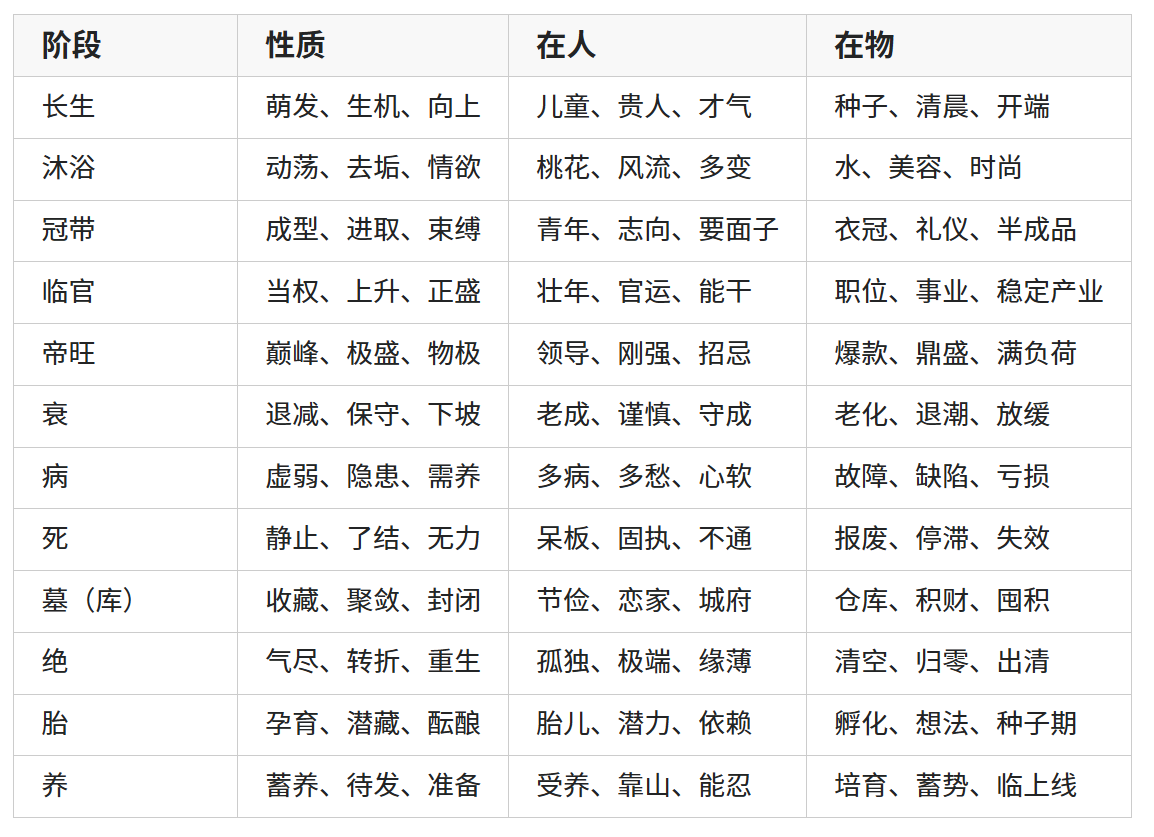 阶段 性质 在人 在物
长生 萌发、生机、向上 儿童、贵人、才气 种子、清晨、开端
沐浴 动荡、去垢、情欲 桃花、风流、多变 水、美容、时尚
冠带 成型、进取、束缚 青年、志向、要面子 衣冠、礼仪、半成品
临官 当权、上升、正盛 壮年、官运、能干 职位、事业、稳定产业
帝旺 巅峰、极盛、物极 领导、刚强、招忌 爆款、鼎盛、满负荷
衰 退减、保守、下坡 老成、谨慎、守成 老化、退潮、放缓
病 虚弱、隐患、需养 多病、多愁、心软 故障、缺陷、亏损
死 静止、了结、无力 呆板、固执、不通 报废、停滞、失效
墓（库） 收藏、聚敛、封闭 节俭、恋家、城府 仓库、积财、囤积
绝 气尽、转折、重生 孤独、极端、缘薄 清空、归零、出清
胎 孕育、潜藏、酝酿 胎儿、潜力、依赖 孵化、想法、种子期
养 蓄养、待发、准备 受养、靠山、能忍 培育、蓄势、临上线